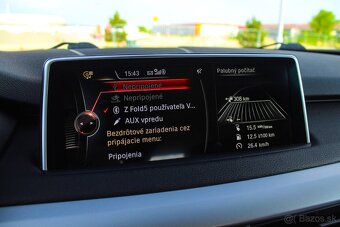 15:43
Nepripojené
Nepripojené
Z Fold5 používateľa V...
AUX vpredu
Bezdrôtové zariadenia cez
pripájacie menu:
Pripojenia
Palubný počítač
308 km
15.5
12.5 l/100 km
26.4 km/h
© Bazos.sk